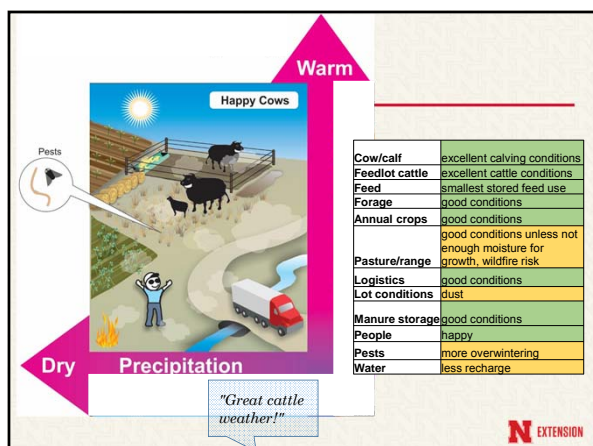 Warm
Happy Cows
Pests
Dry
Precipitation
Cow/calf excellent calving conditions
Feedlot cattle excellent cattle conditions
Feed smallest stored feed use
Forage good conditions
Annual crops good conditions
Pasture/range good conditions unless not
enough moisture for
growth, wildfire risk
Logistics good conditions
Lot conditions dust
Manure storage good conditions
People happy
Pests more overwintering
Water less recharge
"Great cattle
weather!"
N EXTENSION